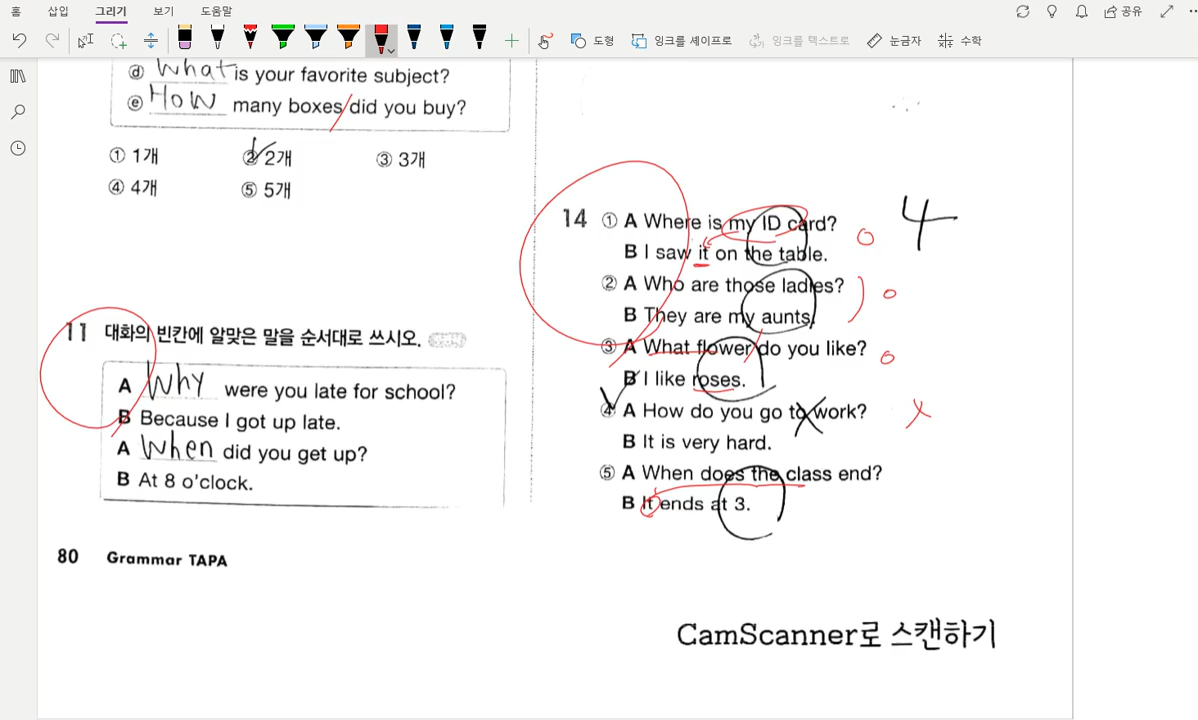 홈 삽입 그리기 보기 도움말 공유
도형 잉크를 셰이프로 잉크를 텍스트로 눈금자 수학
ⓓ What is your favorite subject?
ⓔ How many boxes/did you buy?
① 1개 ② 2개 ③ 3개
④ 4개 ⑤ 5개
11 대화의 빈칸에 알맞은 말을 순서대로 쓰시오.
A Why were you late for school?
B Because I got up late.
A When did you get up?
B At 8 o'clock.
80 Grammar TAPA
14 ① A Where is my ID card?
B I saw it on the table.
② A Who are those ladies?
B They are my aunts.
③ A What flower do you like?
B I like roses.
④ A How do you go to work?
B It is very hard.
⑤ A When does the class end?
B It ends at 3.
4
CamScanner로 스캔하기